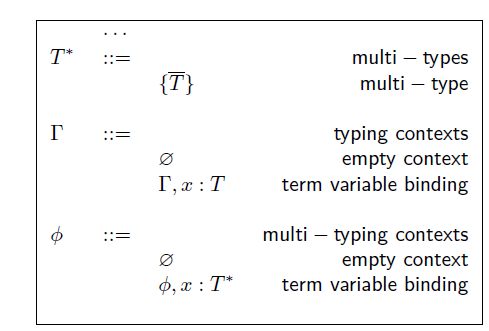 ...
T* ::= multi − types
{T̅} multi − type
Γ ::= typing contexts
∅ empty context
Γ, x : T term variable binding
ϕ ::= multi − typing contexts
∅ empty context
ϕ, x : T* term variable binding